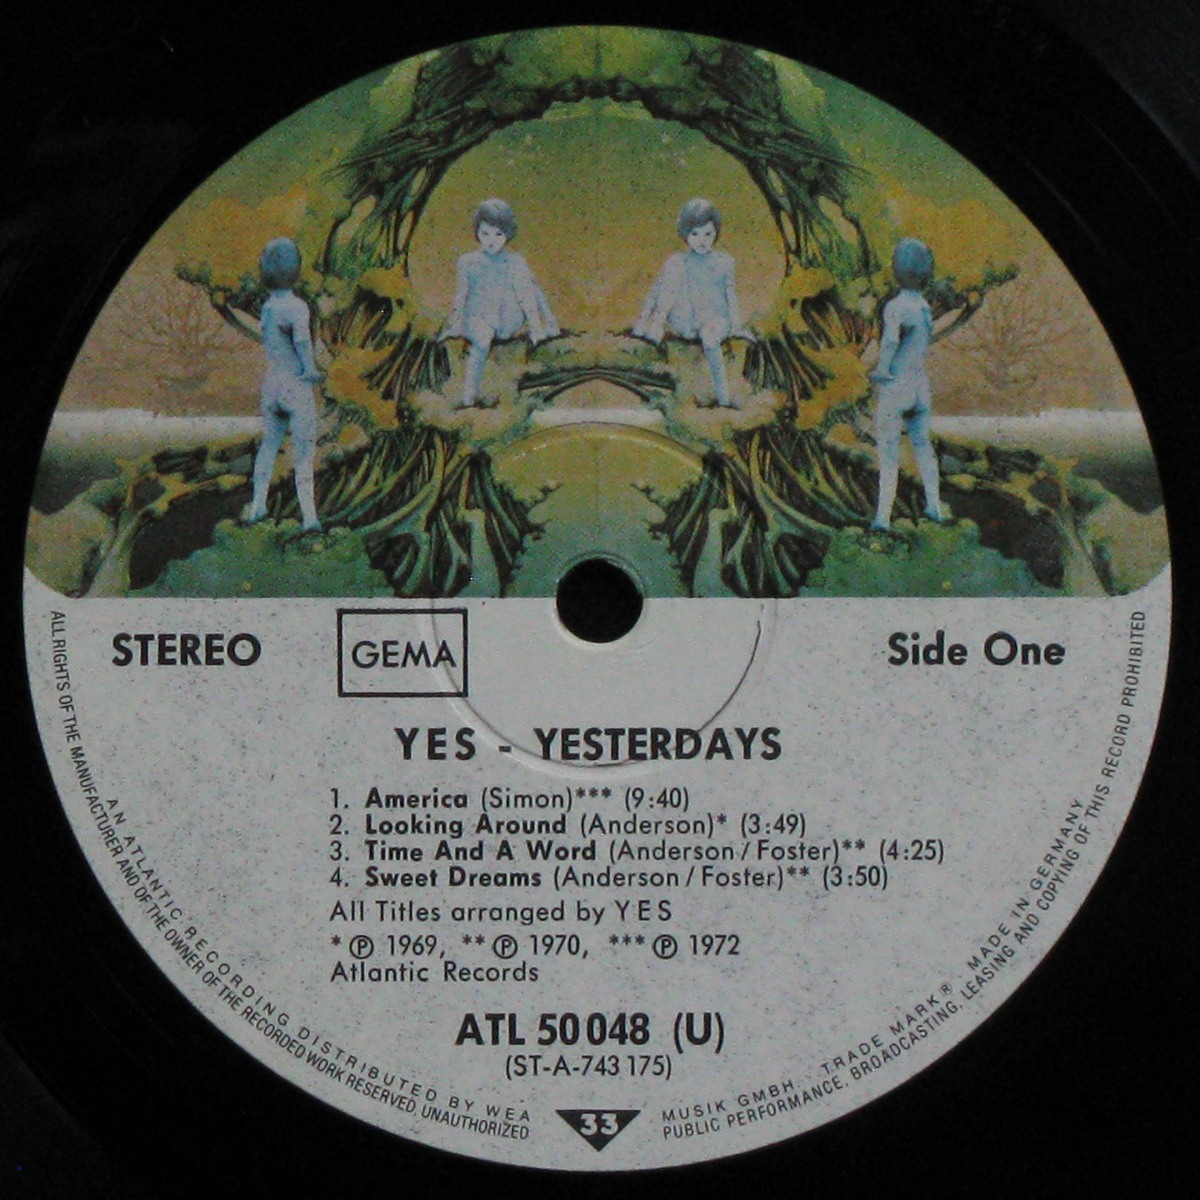 STEREO
GEMA
Side One
YES - YESTERDAYS
1. America (Simon)*** (9:40)
2. Looking Around (Anderson)* (3:49)
3. Time And A Word (Anderson/Foster)** (4:25)
4. Sweet Dreams (Anderson/Foster)** (3:50)
All Titles arranged by YES
* ℗ 1969, ** ℗ 1970, *** ℗ 1972
Atlantic Records
ATL 50 048 (U)
(ST-A-743 175)
33
AN ATLANTIC RECORDING DISTRIBUTED BY WEA MUSIK GMBH. TRADE MARK® MADE IN GERMANY
ALL RIGHTS OF THE MANUFACTURER AND OF THE OWNER OF THE RECORDED WORK RESERVED. UNAUTHORIZED PUBLIC PERFORMANCE, BROADCASTING, LEASING AND COPYING OF THIS RECORD PROHIBITED